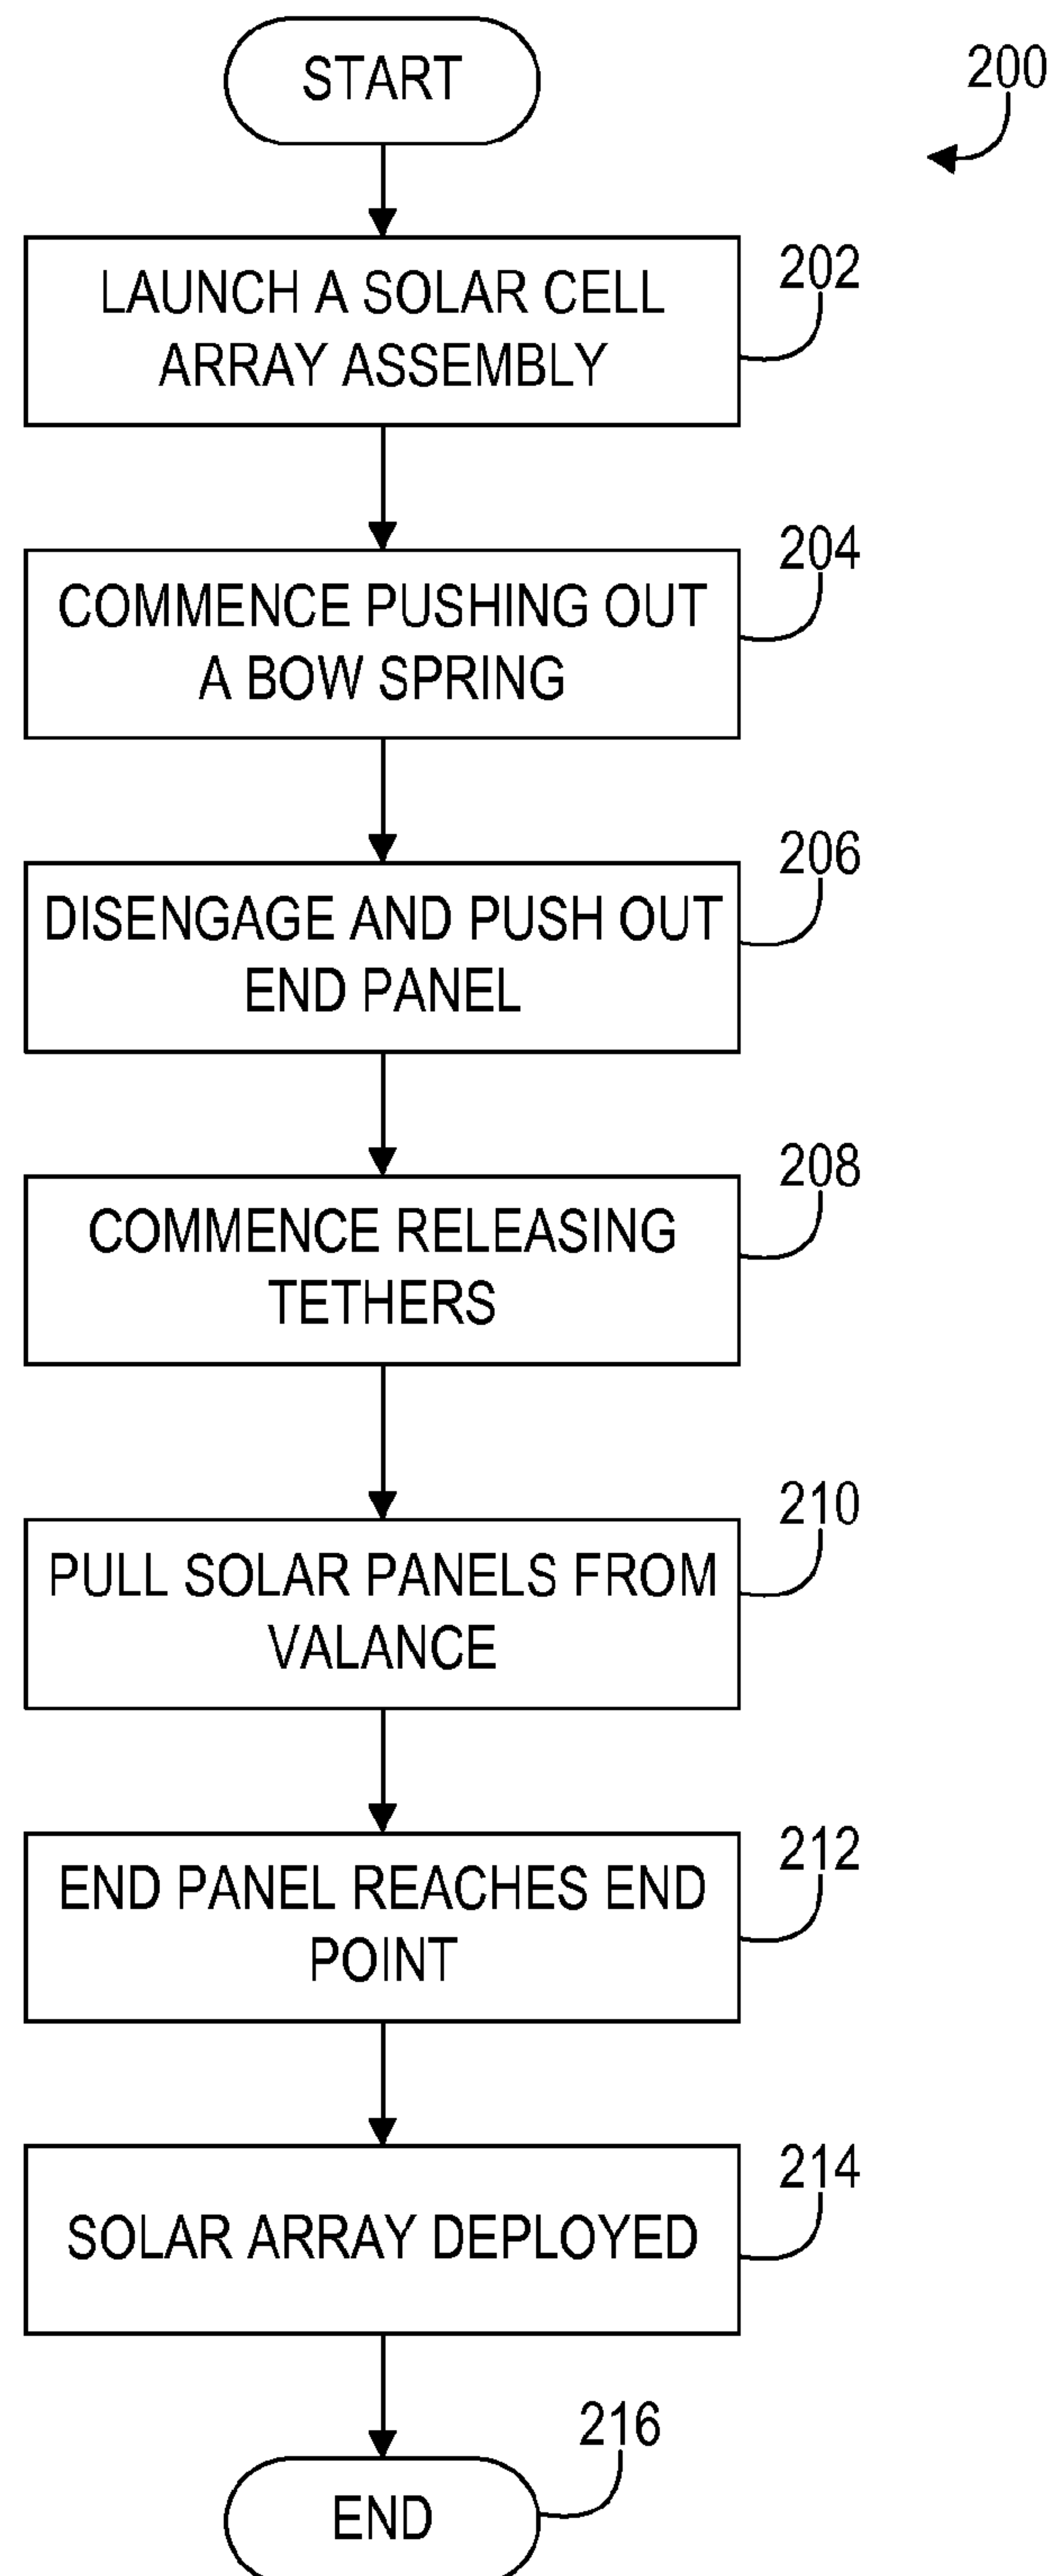 START
200
LAUNCH A SOLAR CELL
ARRAY ASSEMBLY
202
COMMENCE PUSHING OUT
A BOW SPRING
204
DISENGAGE AND PUSH OUT
END PANEL
206
COMMENCE RELEASING
TETHERS
208
PULL SOLAR PANELS FROM
VALANCE
210
END PANEL REACHES END
POINT
212
SOLAR ARRAY DEPLOYED
214
END
216